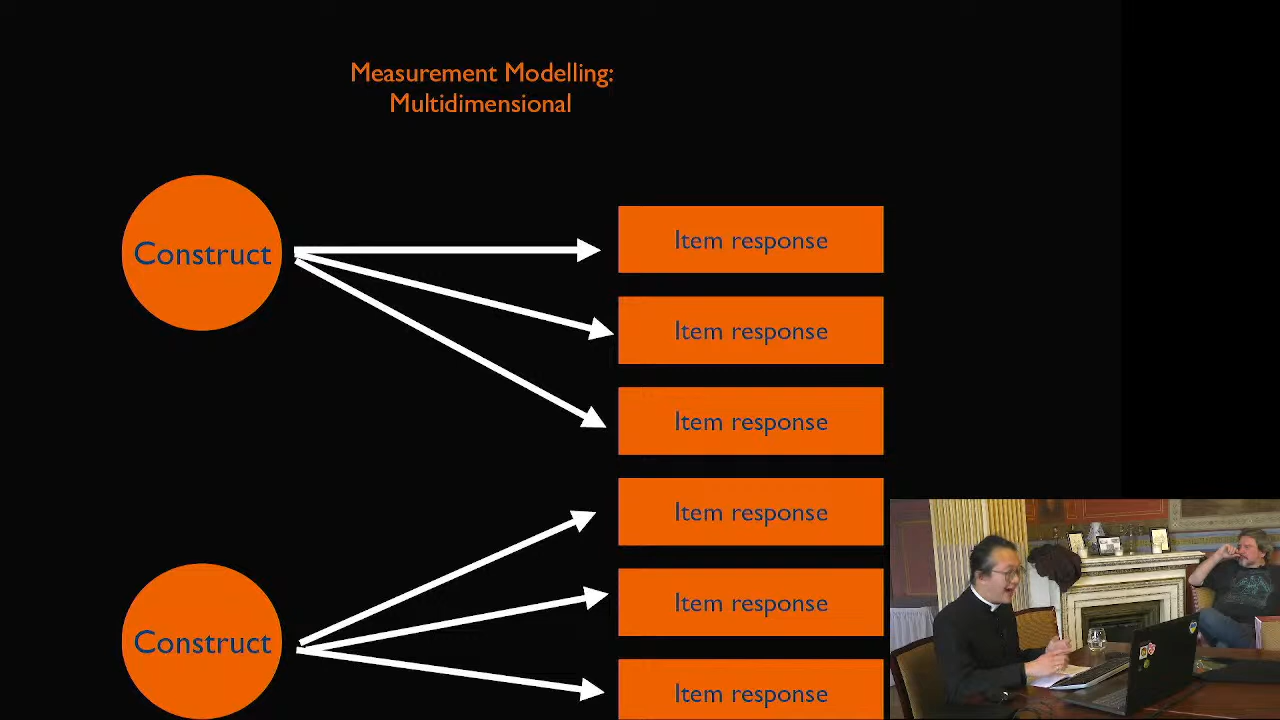 Measurement Modelling:
Multidimensional
Construct
Item response
Item response
Item response
Construct
Item response
Item response
Item response